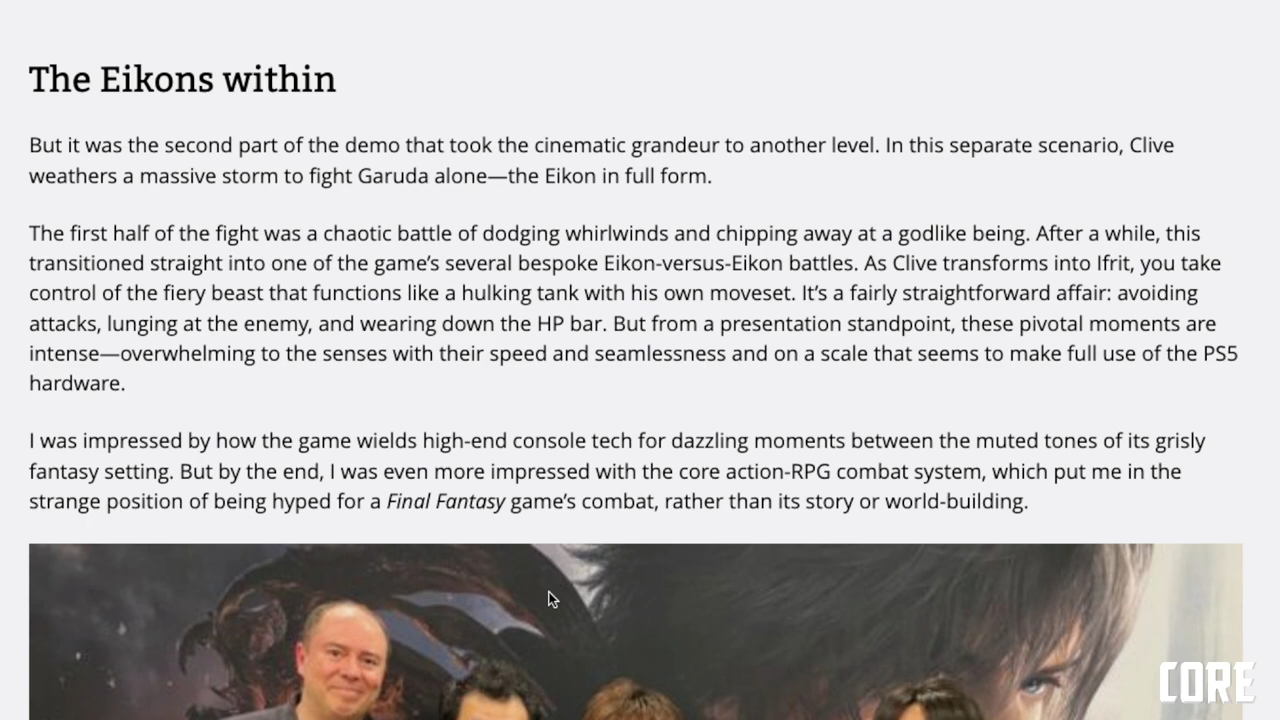 The Eikons within
But it was the second part of the demo that took the cinematic grandeur to another level. In this separate scenario, Clive
weathers a massive storm to fight Garuda alone—the Eikon in full form.
The first half of the fight was a chaotic battle of dodging whirlwinds and chipping away at a godlike being. After a while, this
transitioned straight into one of the game’s several bespoke Eikon-versus-Eikon battles. As Clive transforms into Ifrit, you take
control of the fiery beast that functions like a hulking tank with his own moveset. It’s a fairly straightforward affair: avoiding
attacks, lunging at the enemy, and wearing down the HP bar. But from a presentation standpoint, these pivotal moments are
intense—overwhelming to the senses with their speed and seamlessness and on a scale that seems to make full use of the PS5
hardware.
I was impressed by how the game wields high-end console tech for dazzling moments between the muted tones of its grisly
fantasy setting. But by the end, I was even more impressed with the core action-RPG combat system, which put me in the
strange position of being hyped for a Final Fantasy game’s combat, rather than its story or world-building.
CORE